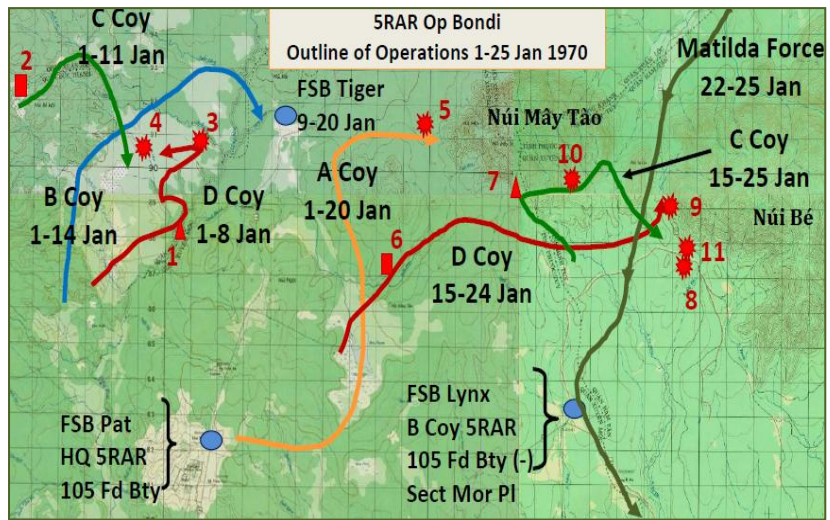 5RAR Op Bondi
Outline of Operations 1-25 Jan 1970
C Coy
1-11 Jan
2
4
3
FSB Tiger
9-20 Jan
5
Matilda Force
22-25 Jan
Núi Mây Tào
10
7
C Coy
15-25 Jan
B Coy
1-14 Jan
D Coy
1-8 Jan
1
A Coy
1-20 Jan
9
Núi Bé
6
D Coy
15-24 Jan
11
8
FSB Pat
HQ 5RAR
105 Fd Bty
FSB Lynx
B Coy 5RAR
105 Fd Bty (-)
Sect Mor Pl